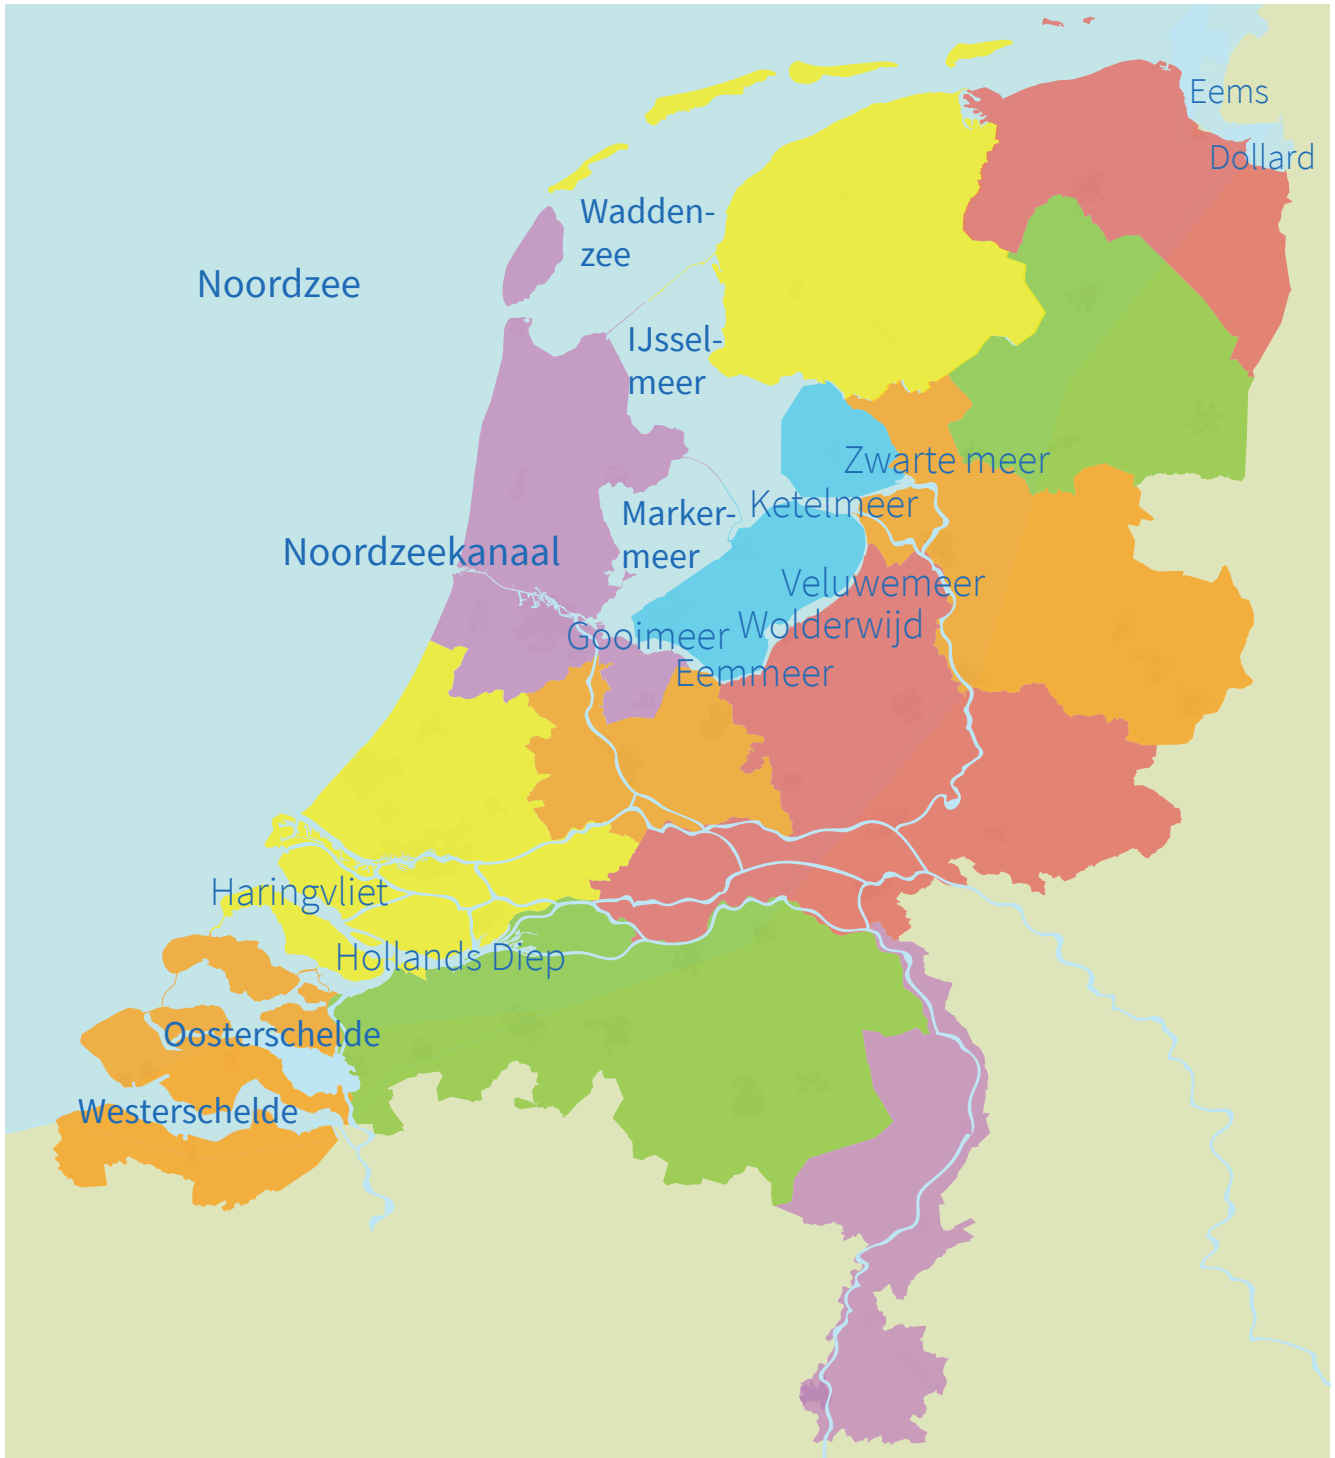 Eems
Dollard
Wadden-
zee
Noordzee
IJssel-
meer
Zwarte meer
Ketelmeer
Marker-
meer
Noordzeekanaal
Veluwemeer
Wolderwijd
Gooimeer
Eemmeer
Haringvliet
Hollands Diep
Oosterschelde
Westerschelde